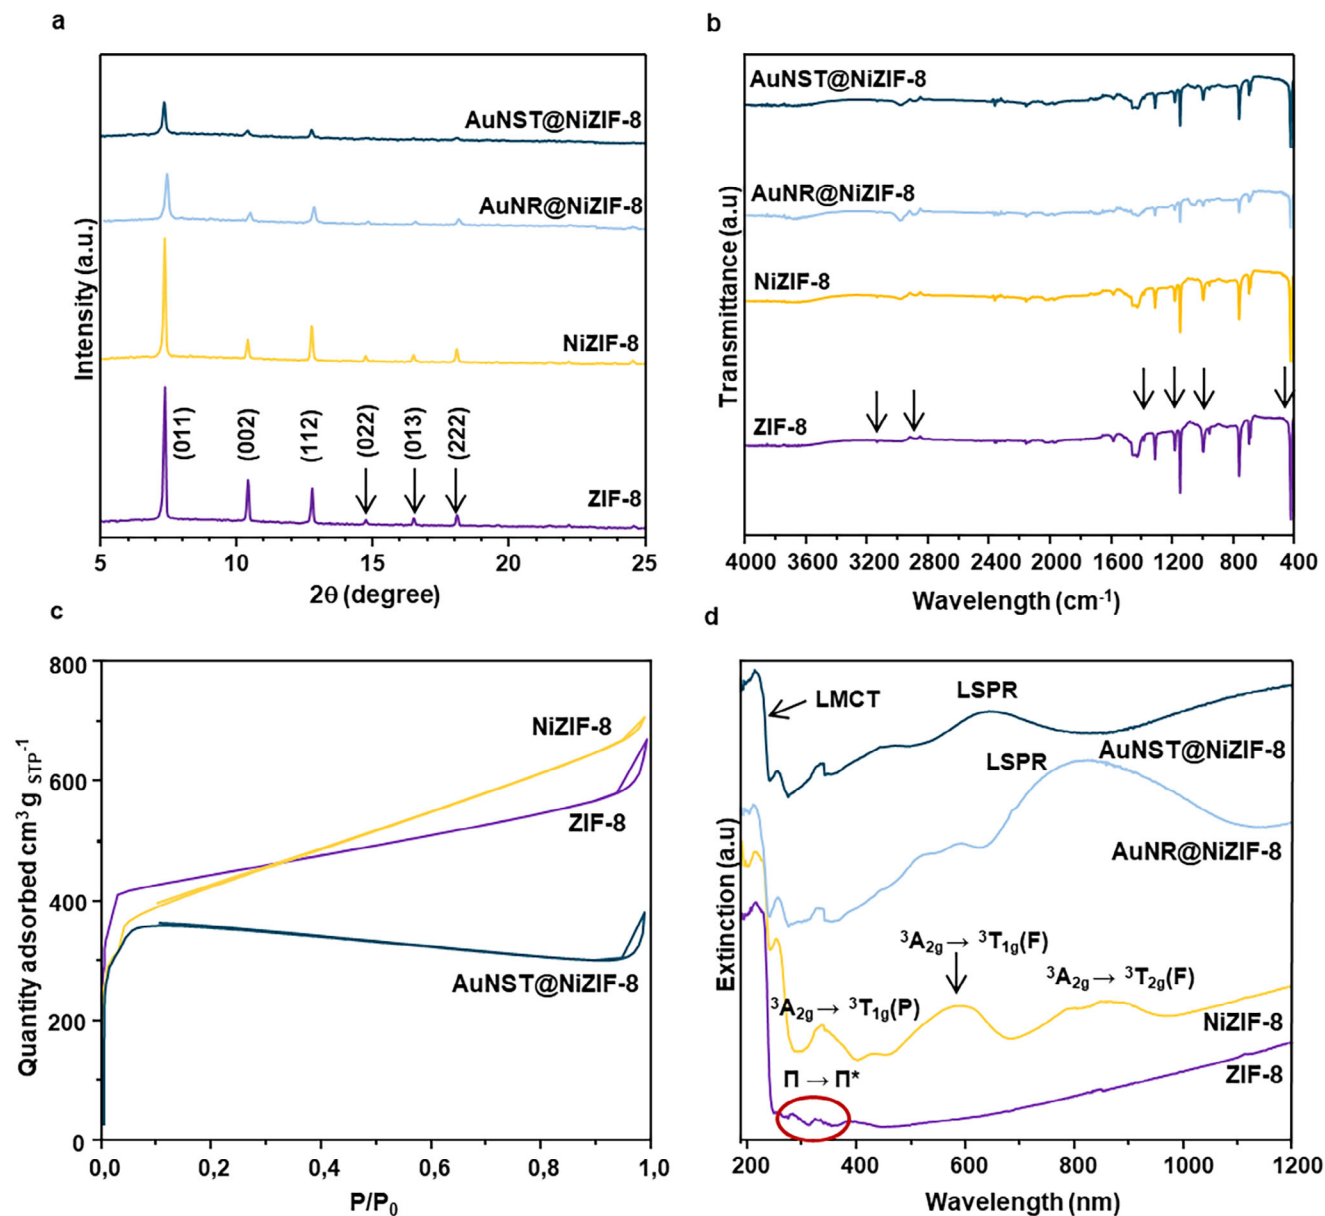 a
AuNST@NiZIF-8
AuNR@NiZIF-8
NiZIF-8
(011)
(002)
(112)
(022)
(013)
(222)
ZIF-8
Intensity (a.u.)
5
10
15
20
25
2θ (degree)
b
AuNST@NiZIF-8
AuNR@NiZIF-8
NiZIF-8
ZIF-8
Transmittance (a.u)
4000 3600 3200 2800 2400 2000 1600 1200 800 400
Wavelength (cm⁻¹)
c
800
600
400
200
0
NiZIF-8
ZIF-8
AuNST@NiZIF-8
Quantity adsorbed cm³ g STP⁻¹
0,0
0,2
0,4
0,6
0,8
1,0
P/P₀
d
LMCT
LSPR
AuNST@NiZIF-8
LSPR
AuNR@NiZIF-8
³A₂g → ³T₁g(F)
³A₂g → ³T₂g(F)
³A₂g → ³T₁g(P)
NiZIF-8
Π → Π*
ZIF-8
Extinction (a.u)
200
400
600
800
1000
1200
Wavelength (nm)